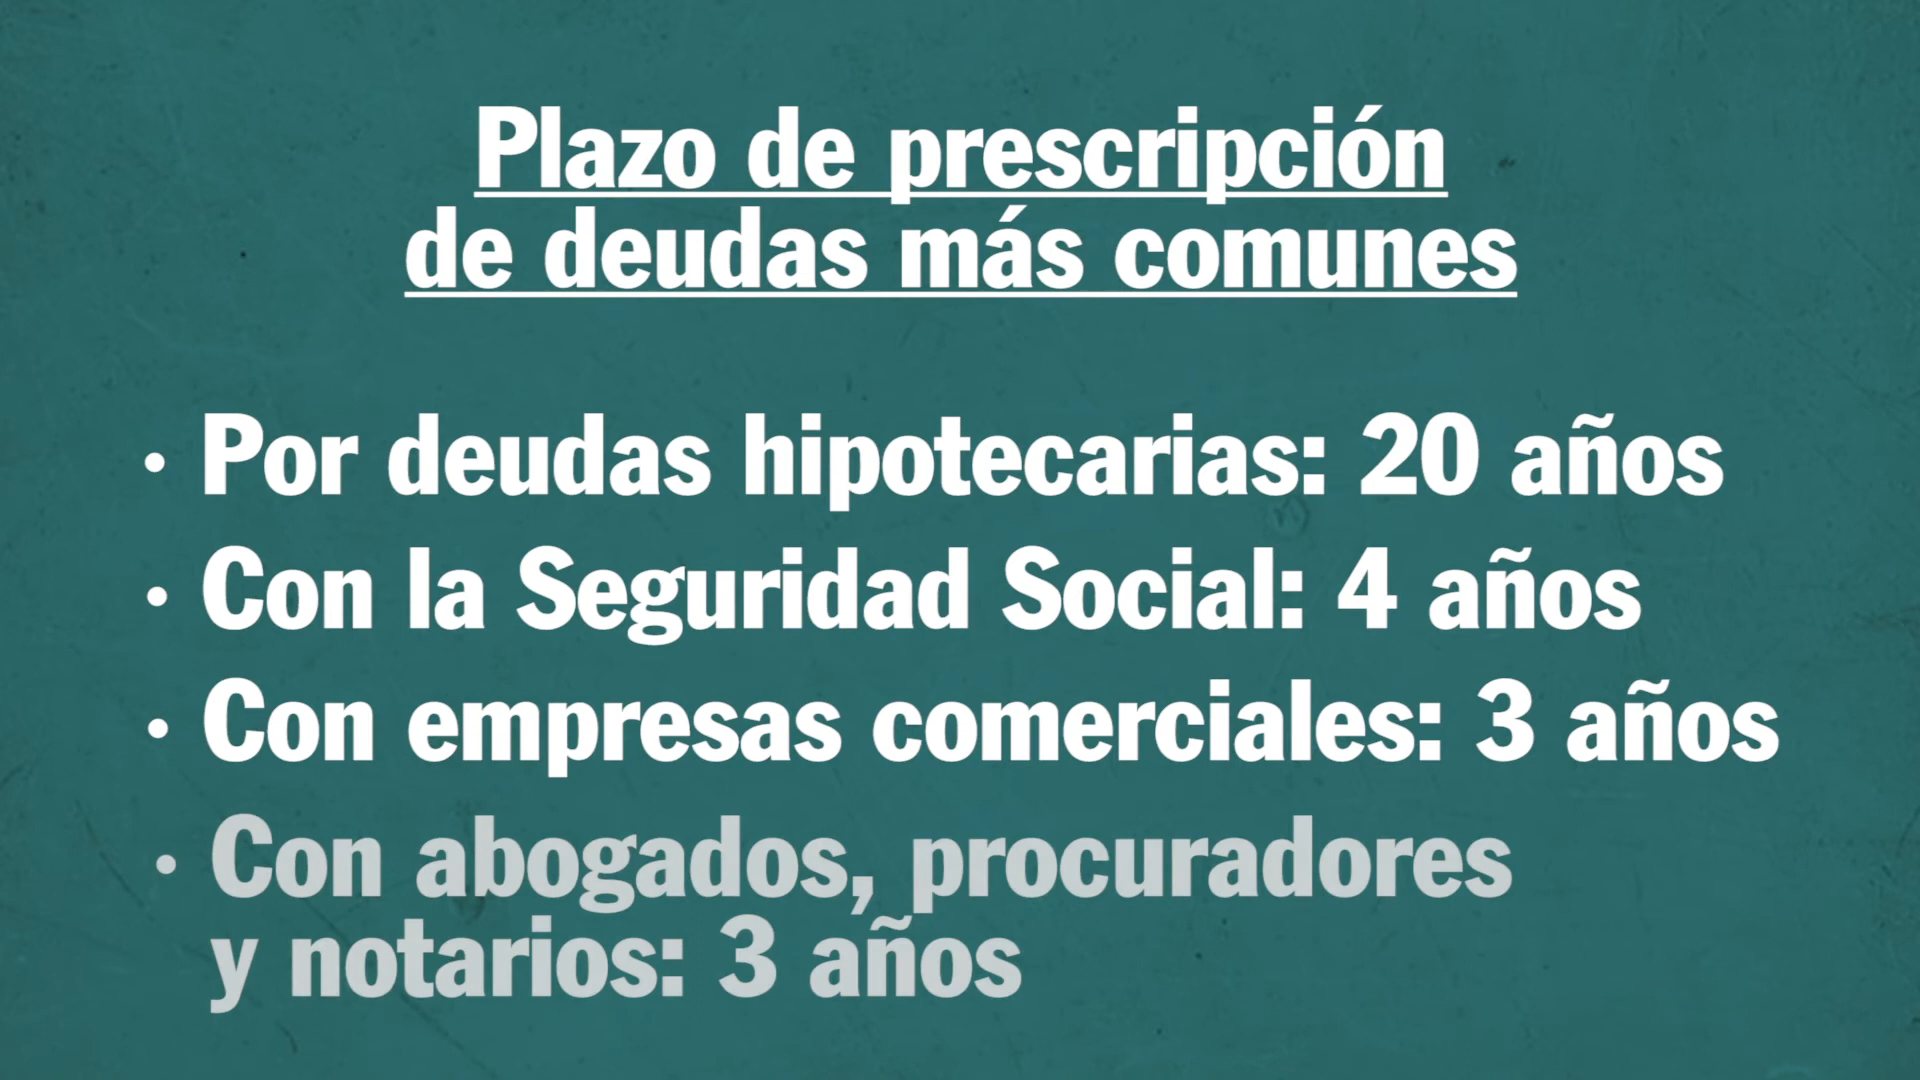 Plazo de prescripción
de deudas más comunes
· Por deudas hipotecarias: 20 años
· Con la Seguridad Social: 4 años
· Con empresas comerciales: 3 años
· Con abogados, procuradores
y notarios: 3 años